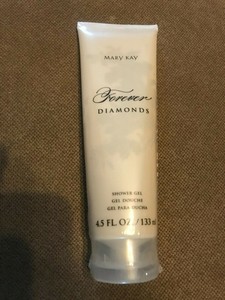 MARY KAY
Forever
DIAMONDS
SHOWER GEL
GEL DOUCHE
GEL PARA DUCHA
4.5 FL. OZ. / 133 ml